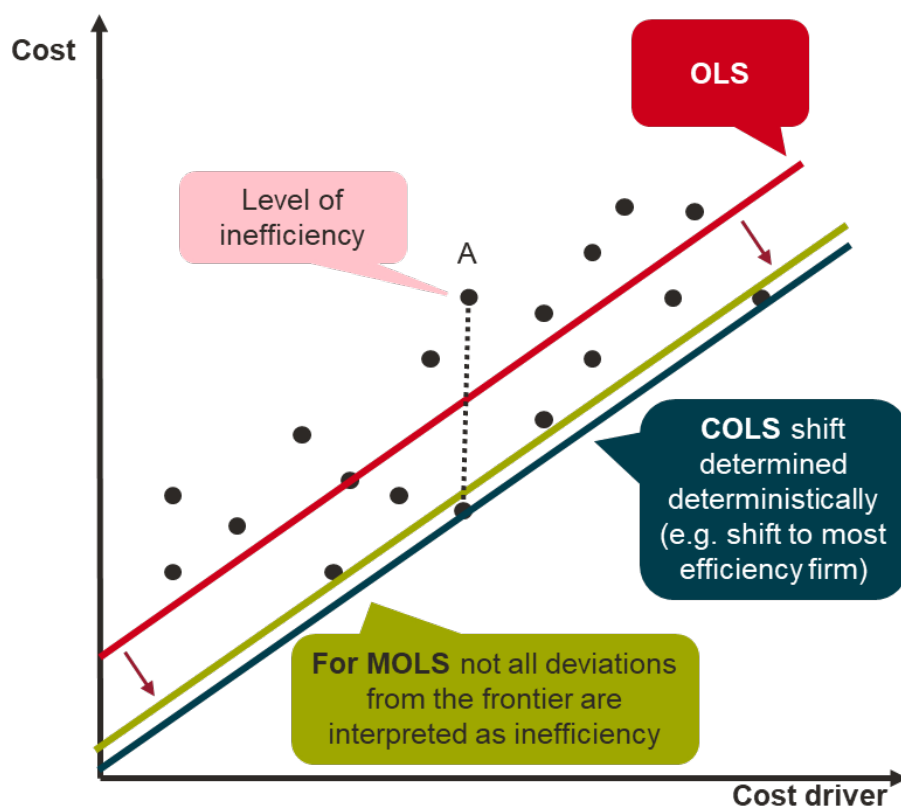 Cost
OLS
Level of
inefficiency
A
COLS shift
determined
deterministically
(e.g. shift to most
efficiency firm)
For MOLS not all deviations
from the frontier are
interpreted as inefficiency
Cost driver